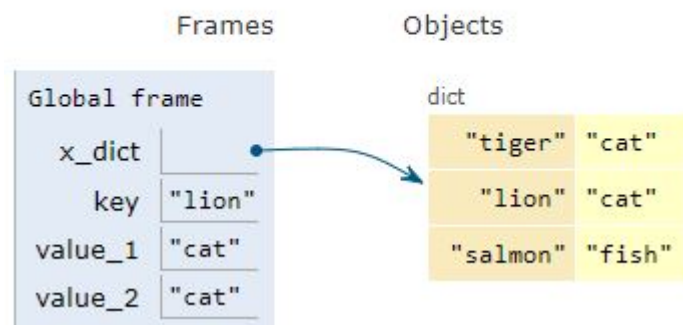 Frames Objects
Global frame
x_dict
key "lion"
value_1 "cat"
value_2 "cat"
dict
"tiger" "cat"
"lion" "cat"
"salmon" "fish"